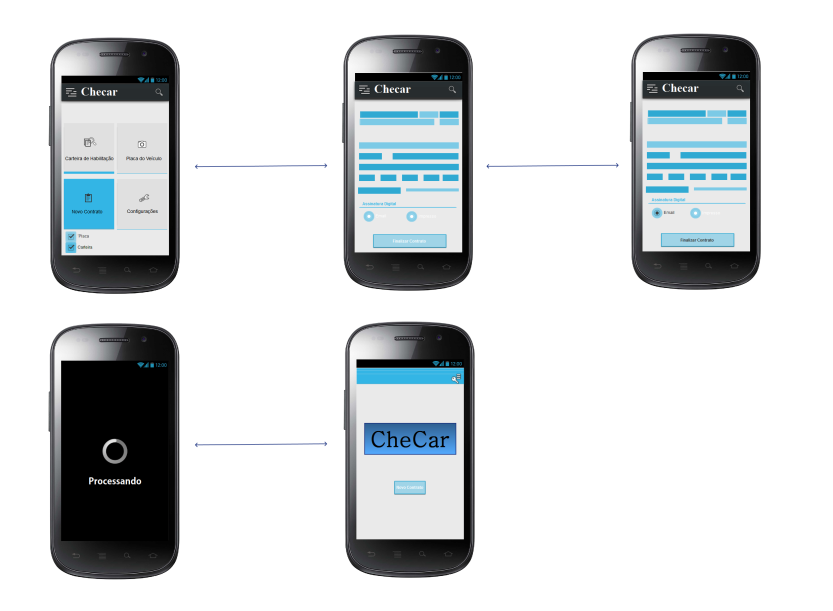 12:00
Checar
Carteira de Habilitação
Placa do Veículo
Novo Contrato
Configurações
Placa
Carteira
12:00
Checar
Assinatura Digital
Finalizar Contrato
12:00
Checar
Assinatura Digital
Email
Finalizar Contrato
12:00
Processando
12:00
CheCar
Novo Contrato